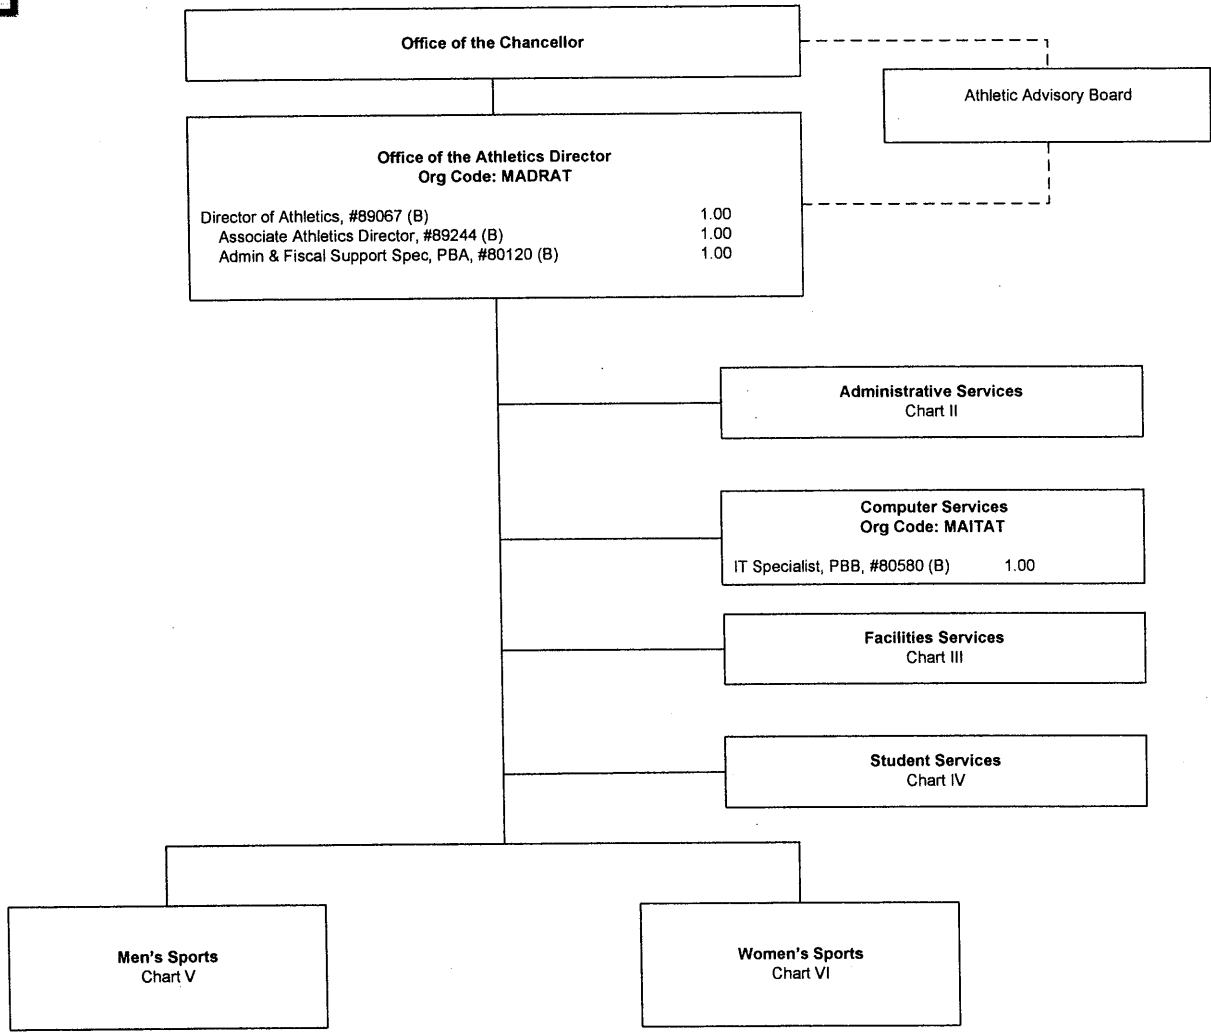 Office of the Chancellor
Athletic Advisory Board
Office of the Athletics Director
Org Code: MADRAT
Director of Athletics, #89067 (B) 1.00
Associate Athletics Director, #89244 (B) 1.00
Admin & Fiscal Support Spec, PBA, #80120 (B) 1.00
Administrative Services
Chart II
Computer Services
Org Code: MAITAT
IT Specialist, PBB, #80580 (B) 1.00
Facilities Services
Chart III
Student Services
Chart IV
Men's Sports
Chart V
Women's Sports
Chart VI